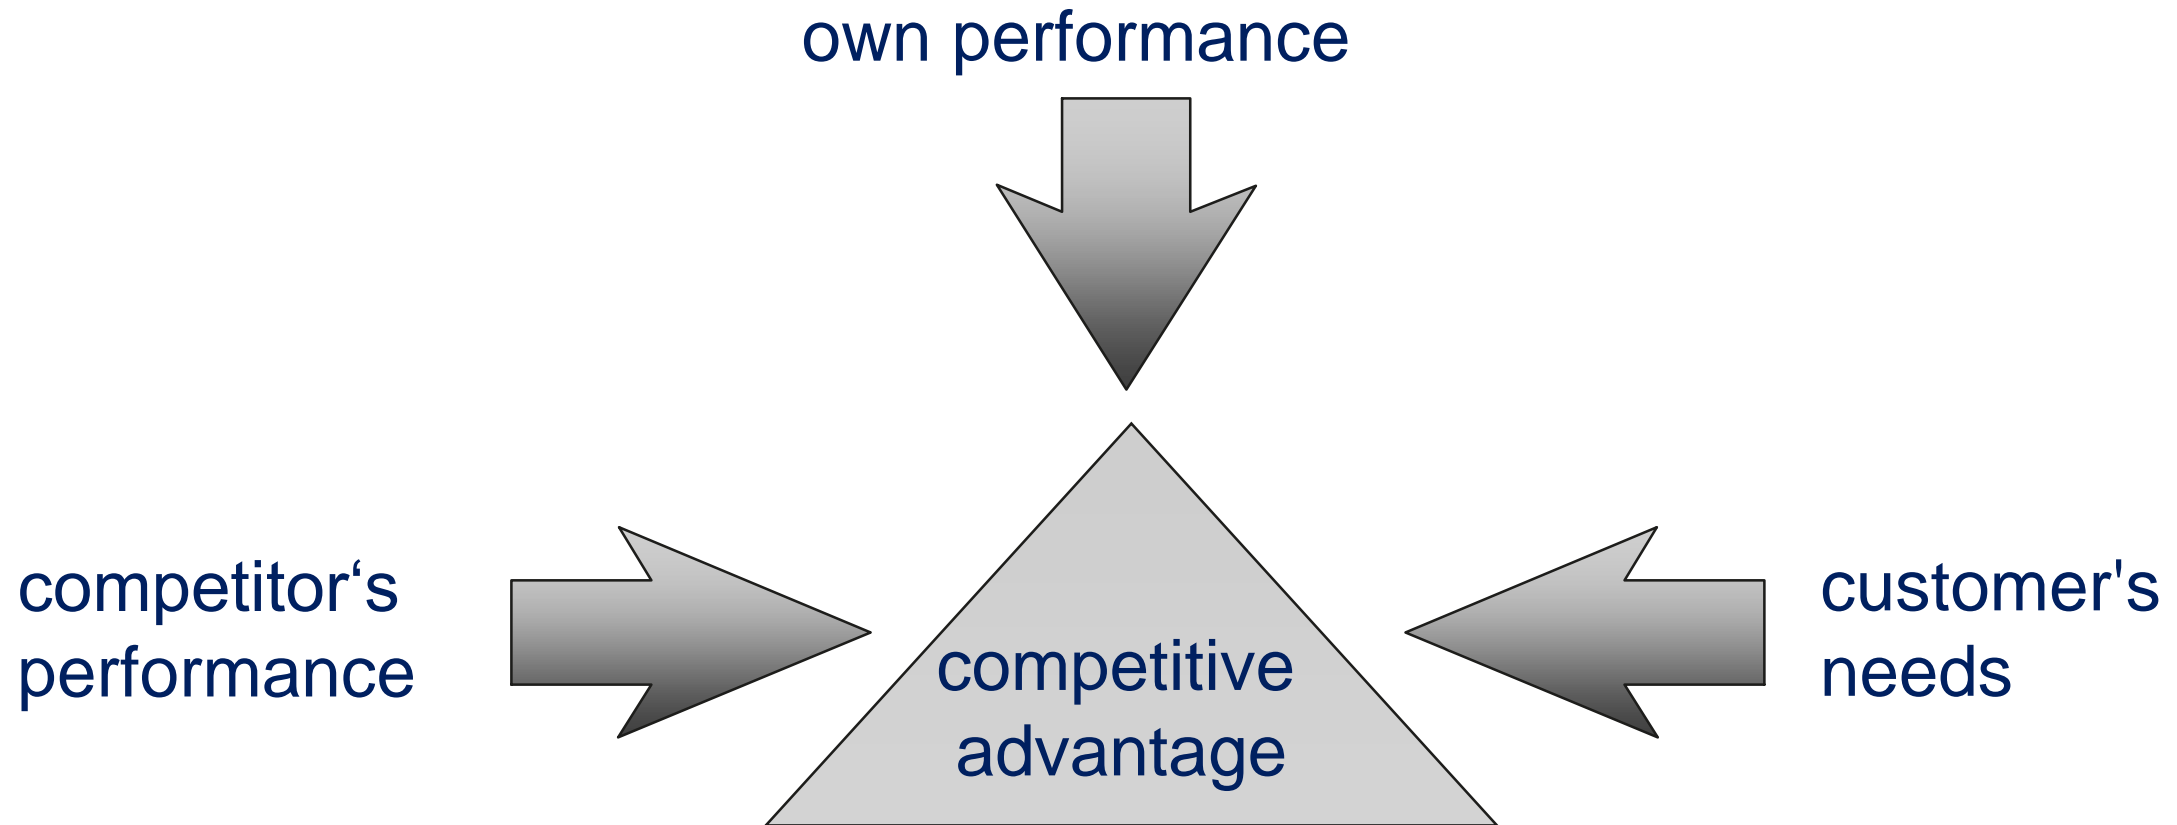 own performance
competitor‘s
performance
competitive
advantage
customer's
needs